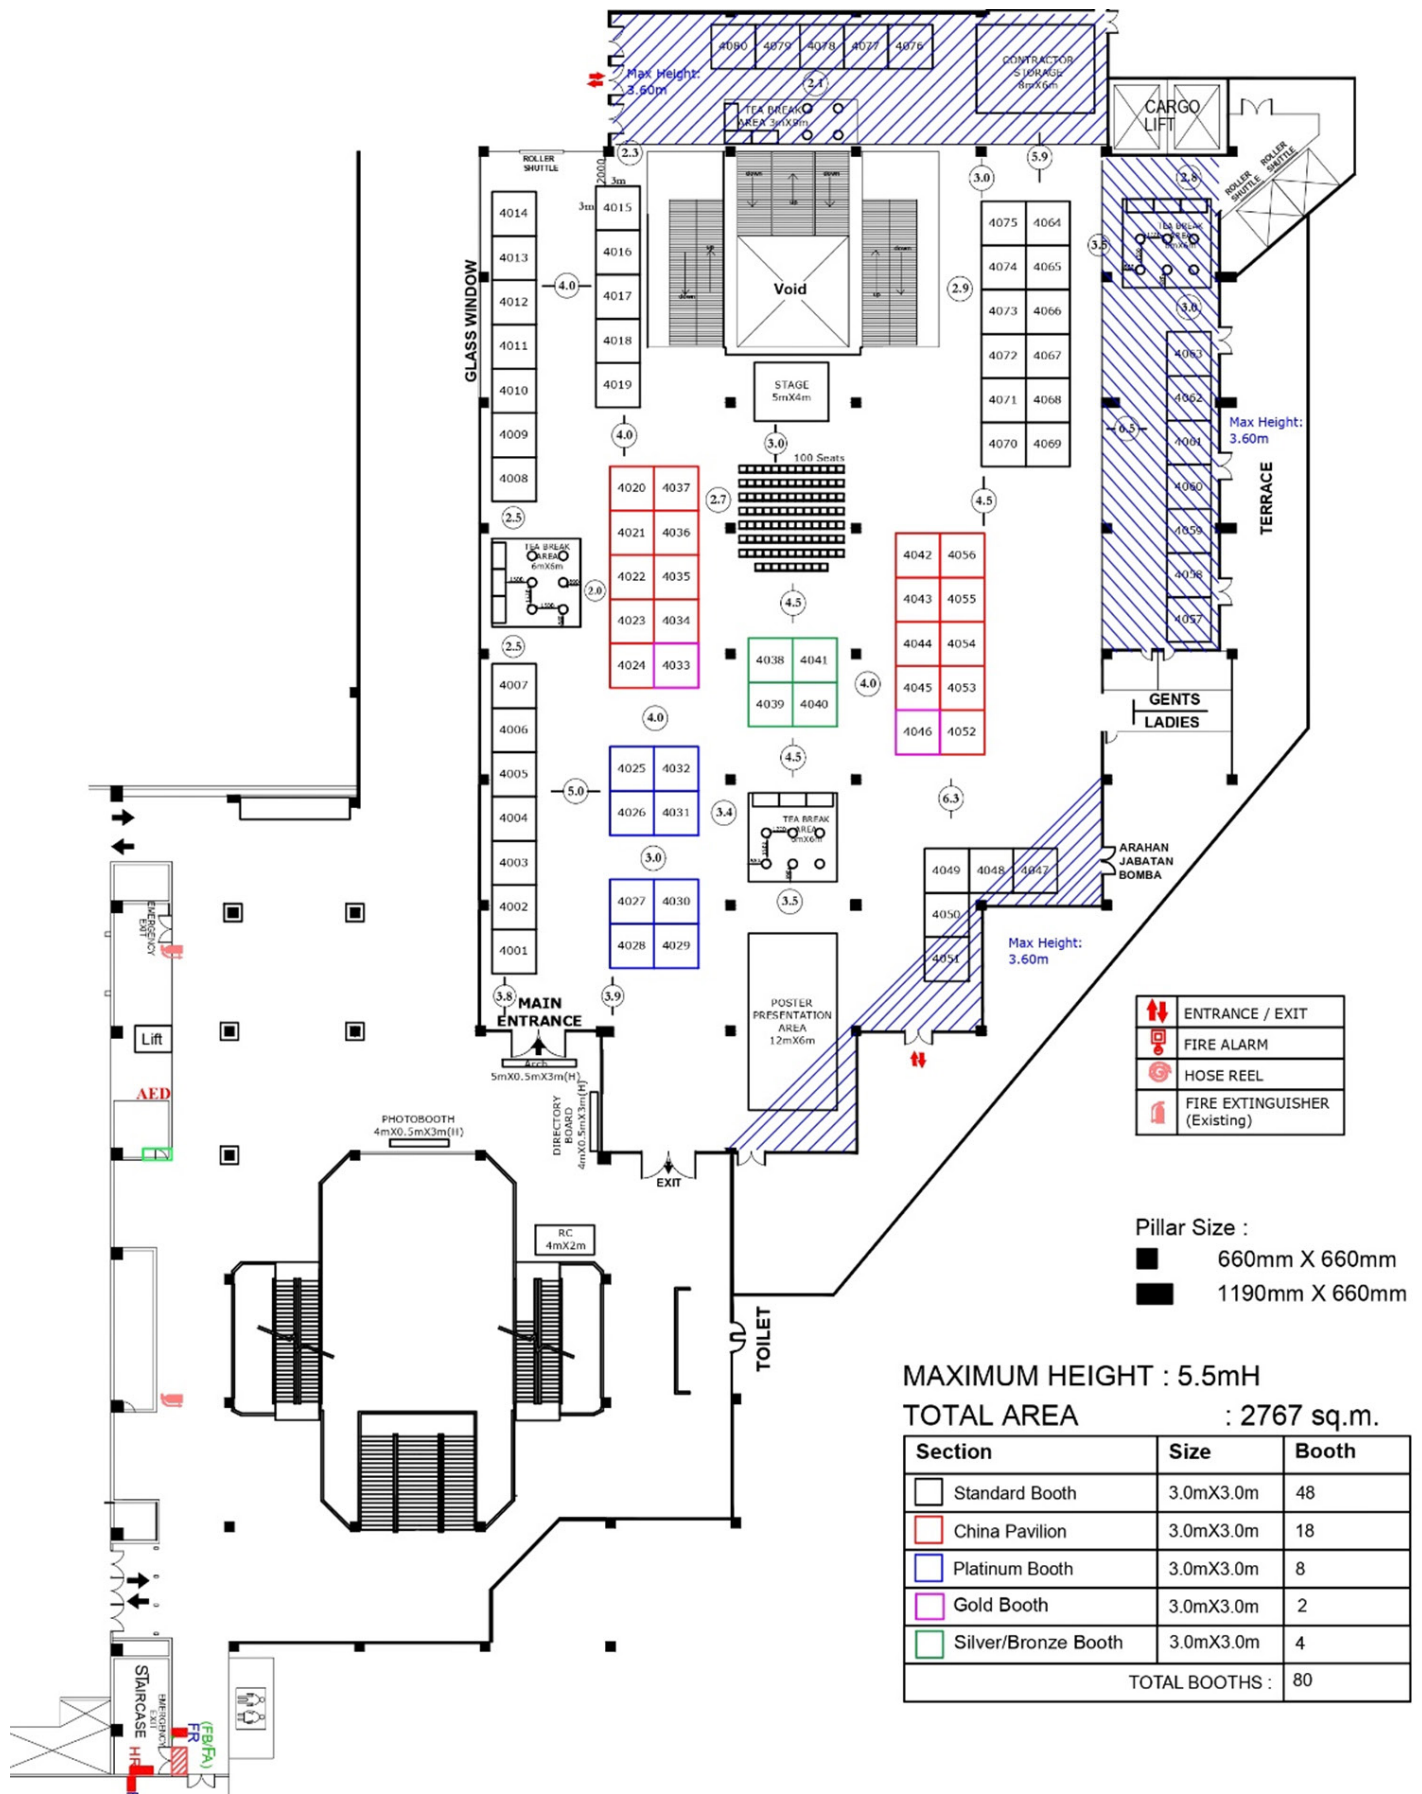 4080 4079 4078 4077 4076
CONTRACTOR
STORAGE
8mX6m
Max Height:
3.60m
2.1
TEA BREAK
AREA 3mX9m
CARGO
LIFT
ROLLER
SHUTTLE
ROLLER
SHUTTLE
2.3
ROLLER
SHUTTLE
2000
5.9
3.0
2.8
3m
3m
4014
4013
4012
4011
4010
4009
4008
4015
4016
4017
4018
4019
4.0
GLASS WINDOW
down
up
down
up
down
down
up
Void
STAGE
5mX4m
3.0
100 Seats
2.9
4075 4064
4074 4065
4073 4066
4072 4067
4071 4068
4070 4069
3.5
TEA BREAK
AREA
6mX6m
3.0
4063
4062
4061
4060
4059
4058
4057
6.5
Max Height:
3.60m
TERRACE
4.0
4020 4037
4021 4036
4022 4035
4023 4034
4024 4033
2.7
4.5
2.5
TEA BREAK
AREA
6mX6m
2.0
2.5
4.5
4042 4056
4043 4055
4044 4054
4045 4053
4046 4052
4038 4041
4039 4040
4.0
GENTS
LADIES
4007
4006
4005
4004
4003
4002
4001
4.0
4025 4032
4026 4031
5.0
4.5
3.4
TEA BREAK
AREA
6mX6m
6.3
3.0
4027 4030
4028 4029
3.5
4049 4048 4047
4050
4051
ARAHAN
JABATAN
BOMBA
Max Height:
3.60m
3.8
3.9
MAIN
ENTRANCE
Arch
5mX0.5mX3m(H)
POSTER
PRESENTATION
AREA
12mX6m
DIRECTORY
BOARD
4mX0.5mX3m(H)
PHOTOBOOTH
4mX0.5mX3m(H)
EXIT
RC
4mX2m
TOILET
EMERGENCY
EXIT
Lift
AED
STAIRCASE
EMERGENCY
EXIT
(FB/FA)
FR
HR
ENTRANCE / EXIT
FIRE ALARM
HOSE REEL
FIRE EXTINGUISHER
(Existing)
Pillar Size :
660mm X 660mm
1190mm X 660mm
MAXIMUM HEIGHT : 5.5mH
TOTAL AREA : 2767 sq.m.
Section Size Booth
Standard Booth 3.0mX3.0m 48
China Pavilion 3.0mX3.0m 18
Platinum Booth 3.0mX3.0m 8
Gold Booth 3.0mX3.0m 2
Silver/Bronze Booth 3.0mX3.0m 4
TOTAL BOOTHS : 80